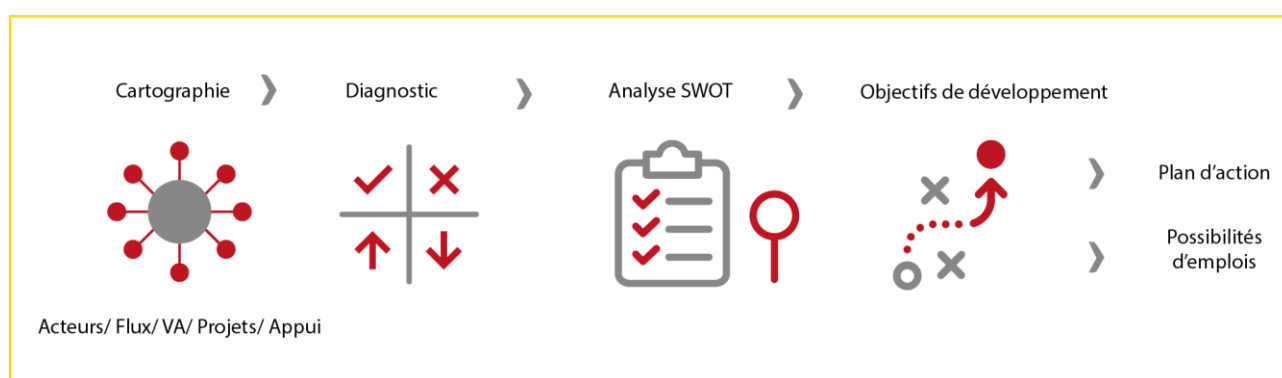 Cartographie
Diagnostic
Analyse SWOT
Objectifs de développement
Plan d’action
Possibilités
d’emplois
Acteurs/ Flux/ VA/ Projets/ Appui